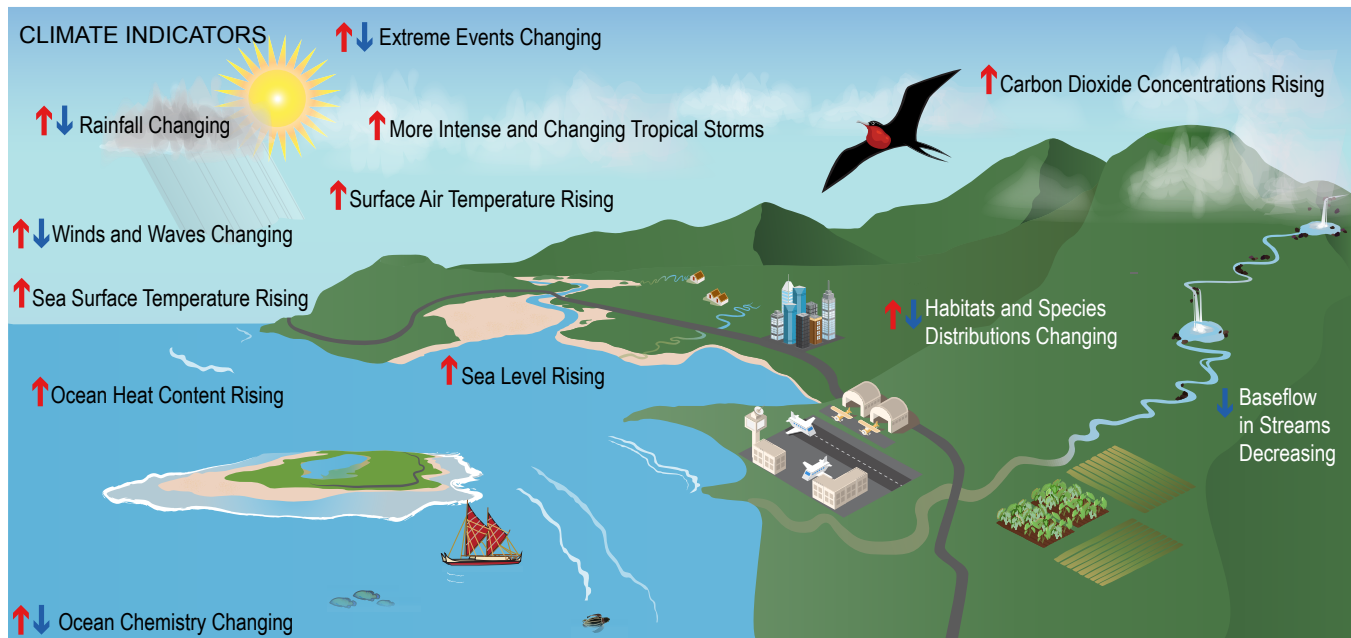 CLIMATE INDICATORS
Extreme Events Changing
Carbon Dioxide Concentrations Rising
Rainfall Changing
More Intense and Changing Tropical Storms
Surface Air Temperature Rising
Winds and Waves Changing
Sea Surface Temperature Rising
Habitats and Species
Distributions Changing
Sea Level Rising
Ocean Heat Content Rising
Baseflow
in Streams
Decreasing
Ocean Chemistry Changing